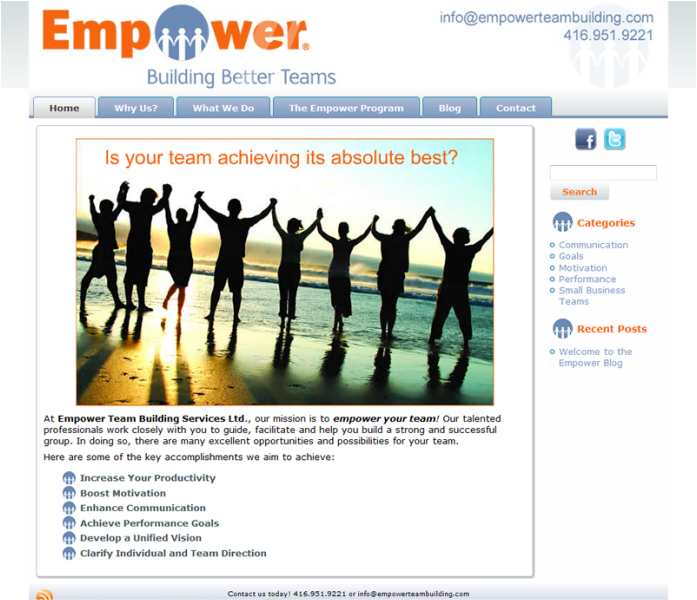 Empower®
Building Better Teams
info@empowerteambuilding.com
416.951.9221
Home
Why Us?
What We Do
The Empower Program
Blog
Contact
Is your team achieving its absolute best?
At Empower Team Building Services Ltd., our mission is to empower your team! Our talented
professionals work closely with you to guide, facilitate and help you build a strong and successful
group. In doing so, there are many excellent opportunities and possibilities for your team.
Here are some of the key accomplishments we aim to achieve:
Increase Your Productivity
Boost Motivation
Enhance Communication
Achieve Performance Goals
Develop a Unified Vision
Clarify Individual and Team Direction
f
t
Search
Categories
Communication
Goals
Motivation
Performance
Small Business
Teams
Recent Posts
Welcome to the
Empower Blog
Contact us today! 416.951.9221 or info@empowerteambuilding.com